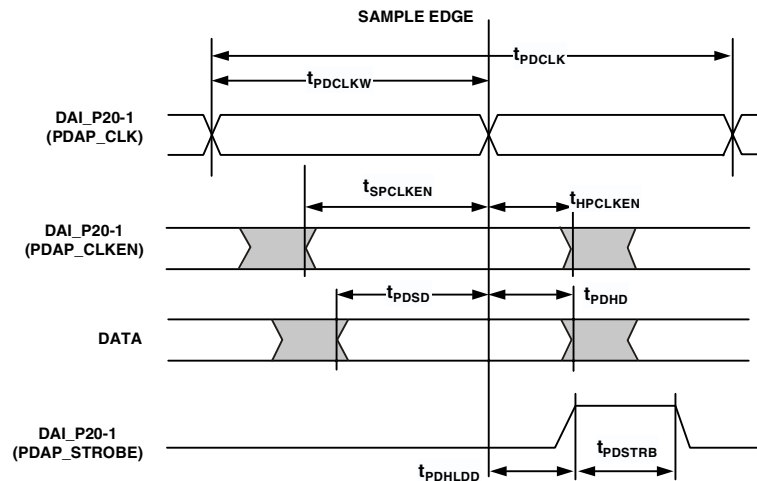 SAMPLE EDGE
tPDCLK
tPDCLKW
DAI_P20-1
(PDAP_CLK)
tSPCLKEN
tHPCLKEN
DAI_P20-1
(PDAP_CLKEN)
tPDSD
tPDHD
DATA
DAI_P20-1
(PDAP_STROBE)
tPDHLDD
tPDSTRB